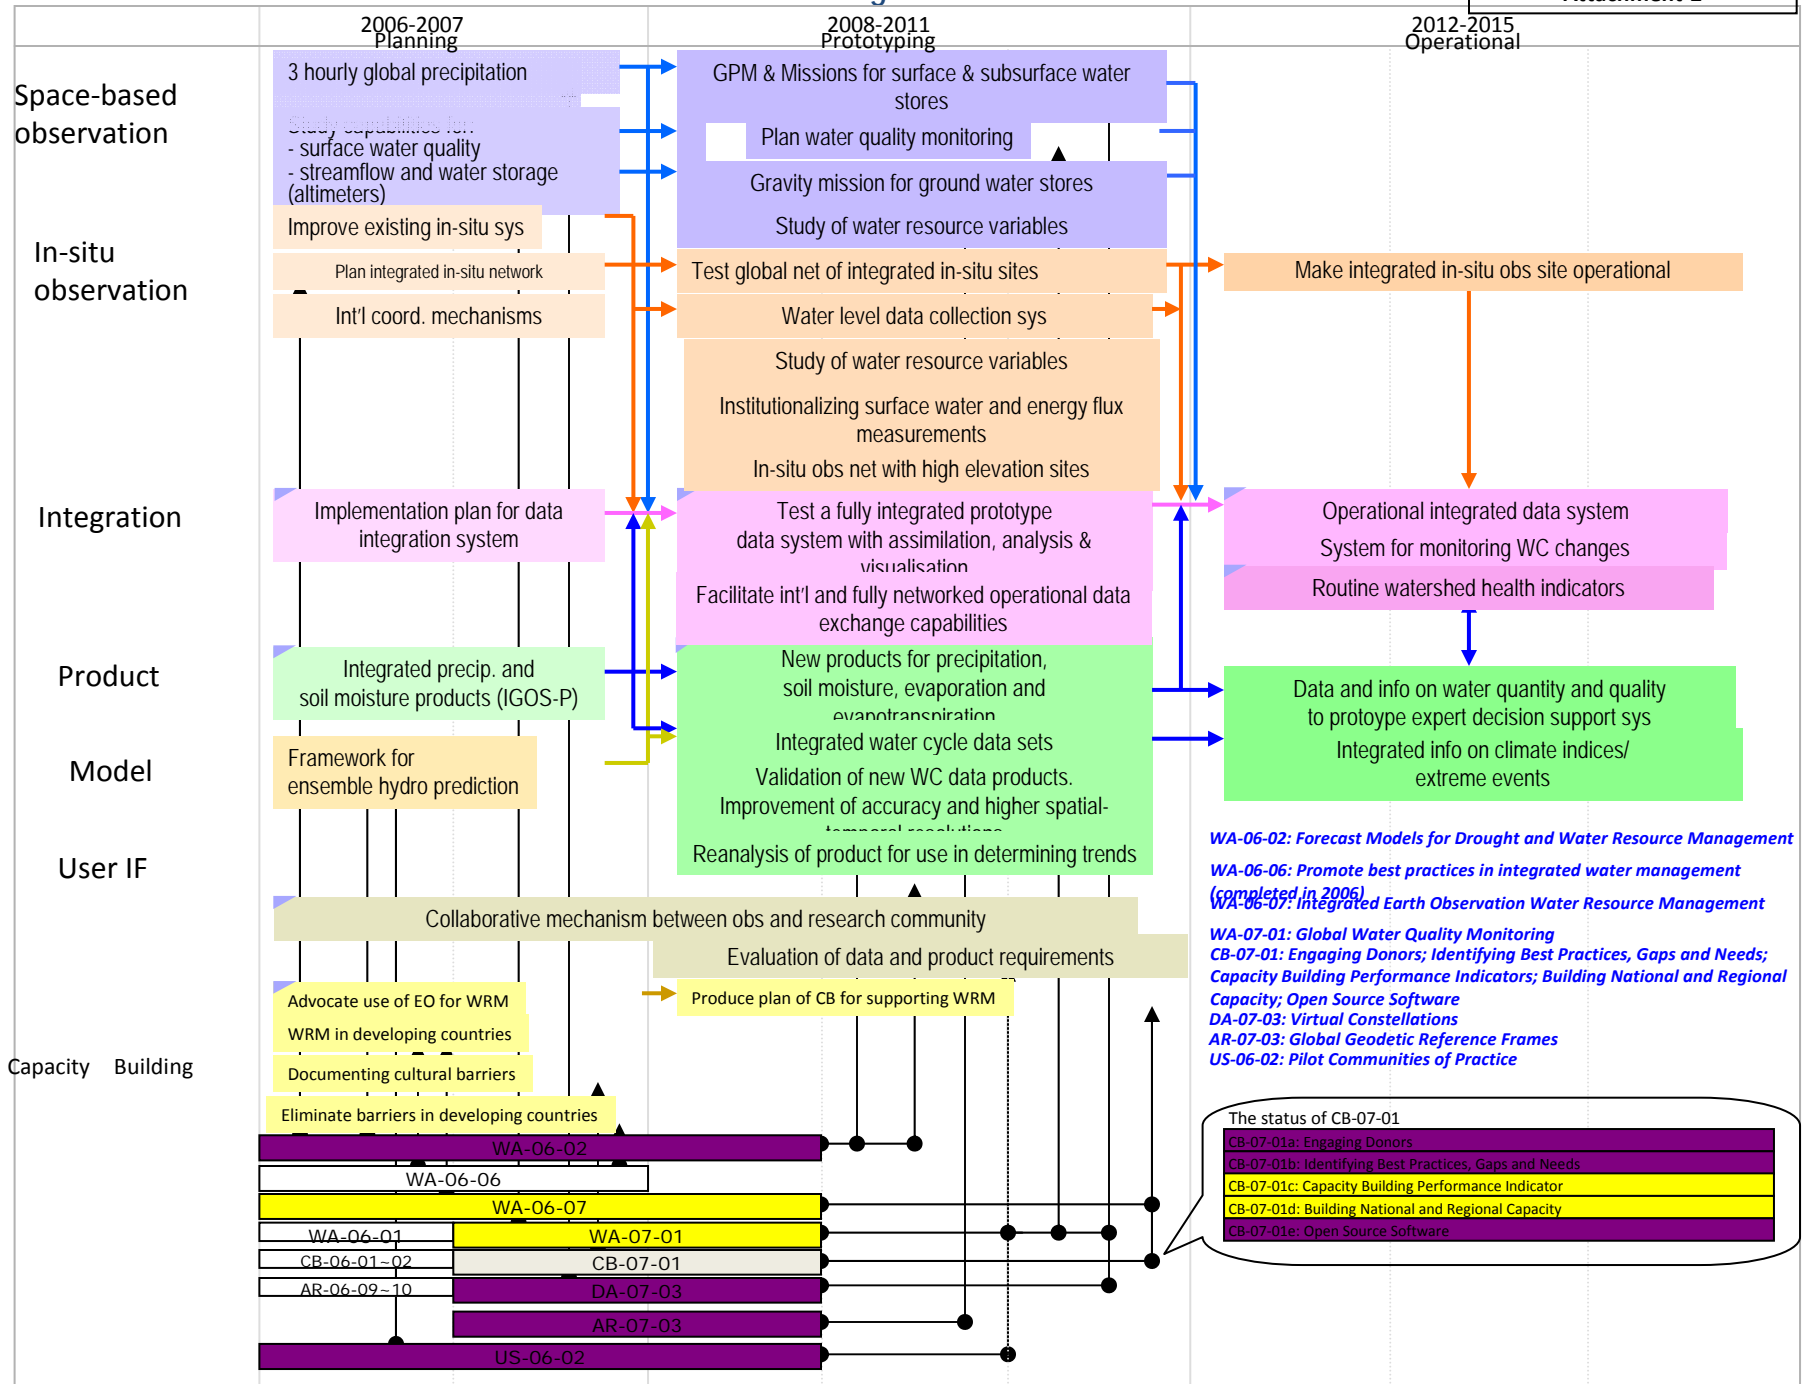 2006-2007
Planning
2008-2011
Prototyping
2012-2015
Operational
Space-based
observation
3 hourly global precipitation
Study capabilities for:
- surface water quality
- streamflow and water storage
(altimeters)
GPM & Missions for surface & subsurface water
stores
Plan water quality monitoring
Gravity mission for ground water stores
Study of water resource variables
In-situ
observation
Improve existing in-situ sys
Plan integrated in-situ network
Int'l coord. mechanisms
Test global net of integrated in-situ sites
Water level data collection sys
Study of water resource variables
Institutionalizing surface water and energy flux
measurements
In-situ obs net with high elevation sites
Make integrated in-situ obs site operational
Integration
Implementation plan for data
integration system
Test a fully integrated prototype
data system with assimilation, analysis &
visualisation
Facilitate int'l and fully networked operational data
exchange capabilities
Operational integrated data system
System for monitoring WC changes
Routine watershed health indicators
Product
Integrated precip. and
soil moisture products (IGOS-P)
New products for precipitation,
soil moisture, evaporation and
evapotranspiration
Integrated water cycle data sets
Validation of new WC data products.
Improvement of accuracy and higher spatial-
temporal resolutions
Reanalysis of product for use in determining trends
Data and info on water quantity and quality
to protoype expert decision support sys
Integrated info on climate indices/
extreme events
Model
Framework for
ensemble hydro prediction
User IF
Collaborative mechanism between obs and research community
Evaluation of data and product requirements
Capacity Building
Advocate use of EO for WRM
WRM in developing countries
Documenting cultural barriers
Eliminate barriers in developing countries
Produce plan of CB for supporting WRM
WA-06-02: Forecast Models for Drought and Water Resource Management
WA-06-06: Promote best practices in integrated water management
(completed in 2006)
WA-06-07: Integrated Earth Observation Water Resource Management
WA-07-01: Global Water Quality Monitoring
CB-07-01: Engaging Donors; Identifying Best Practices, Gaps and Needs;
Capacity Building Performance Indicators; Building National and Regional
Capacity; Open Source Software
DA-07-03: Virtual Constellations
AR-07-03: Global Geodetic Reference Frames
US-06-02: Pilot Communities of Practice
WA-06-02
WA-06-06
WA-06-07
WA-06-01
WA-07-01
CB-06-01~02
CB-07-01
AR-06-09~10
DA-07-03
AR-07-03
US-06-02
The status of CB-07-01
CB-07-01a: Engaging Donors
CB-07-01b: Identifying Best Practices, Gaps and Needs
CB-07-01c: Capacity Building Performance Indicator
CB-07-01d: Building National and Regional Capacity
CB-07-01e: Open Source Software